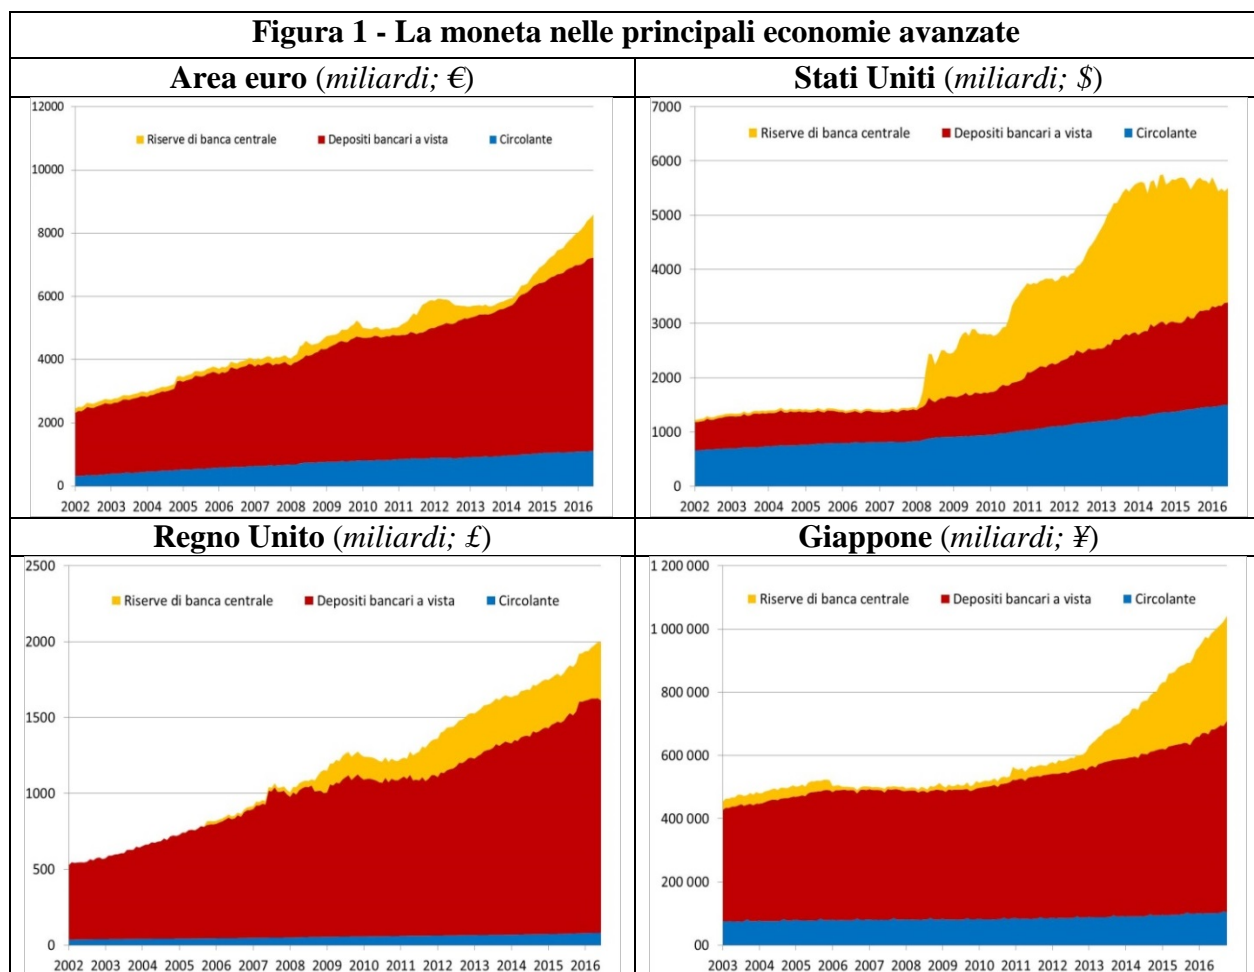 Figura 1 - La moneta nelle principali economie avanzate
Area euro (miliardi; €)
Stati Uniti (miliardi; $)
12000
10000
8000
6000
4000
2000
0
Riserve di banca centrale Depositi bancari a vista Circolante
2002 2003 2004 2005 2006 2007 2008 2009 2010 2011 2012 2013 2014 2015 2016
7000
6000
5000
4000
3000
2000
1000
0
Riserve di banca centrale Depositi bancari a vista Circolante
2002 2003 2004 2005 2006 2007 2008 2009 2010 2011 2012 2013 2014 2015 2016
Regno Unito (miliardi; £)
Giappone (miliardi; ¥)
2500
2000
1500
1000
500
0
Riserve di banca centrale Depositi bancari a vista Circolante
2002 2003 2004 2005 2006 2007 2008 2009 2010 2011 2012 2013 2014 2015 2016
1 200 000
1 000 000
800 000
600 000
400 000
200 000
00
Riserve di banca centrale Depositi bancari a vista Circolante
2003 2004 2005 2006 2007 2008 2009 2010 2011 2012 2013 2014 2015 2016